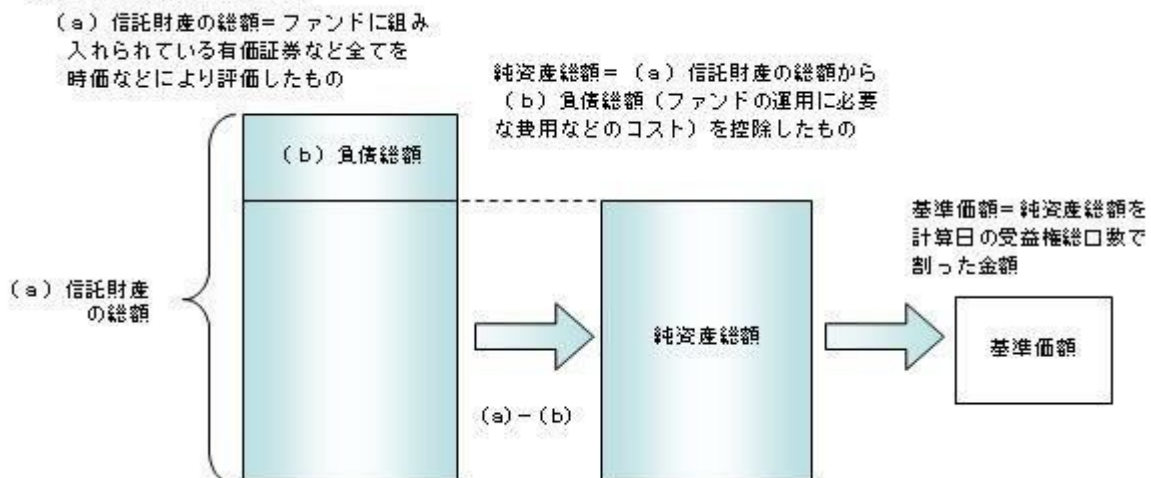 (a)信託財産の総額=ファンドに組み
入れられている有価証券など全てを
時価などにより評価したもの
純資産総額=(a)信託財産の総額から
(b)負債総額(ファンドの運用に必要
な費用などのコスト)を控除したもの
(b)負債総額
基準価額=純資産総額を
計算日の受益権総口数で
割った金額
(a)信託財産
の総額
純資産総額
基準価額
(a)-(b)